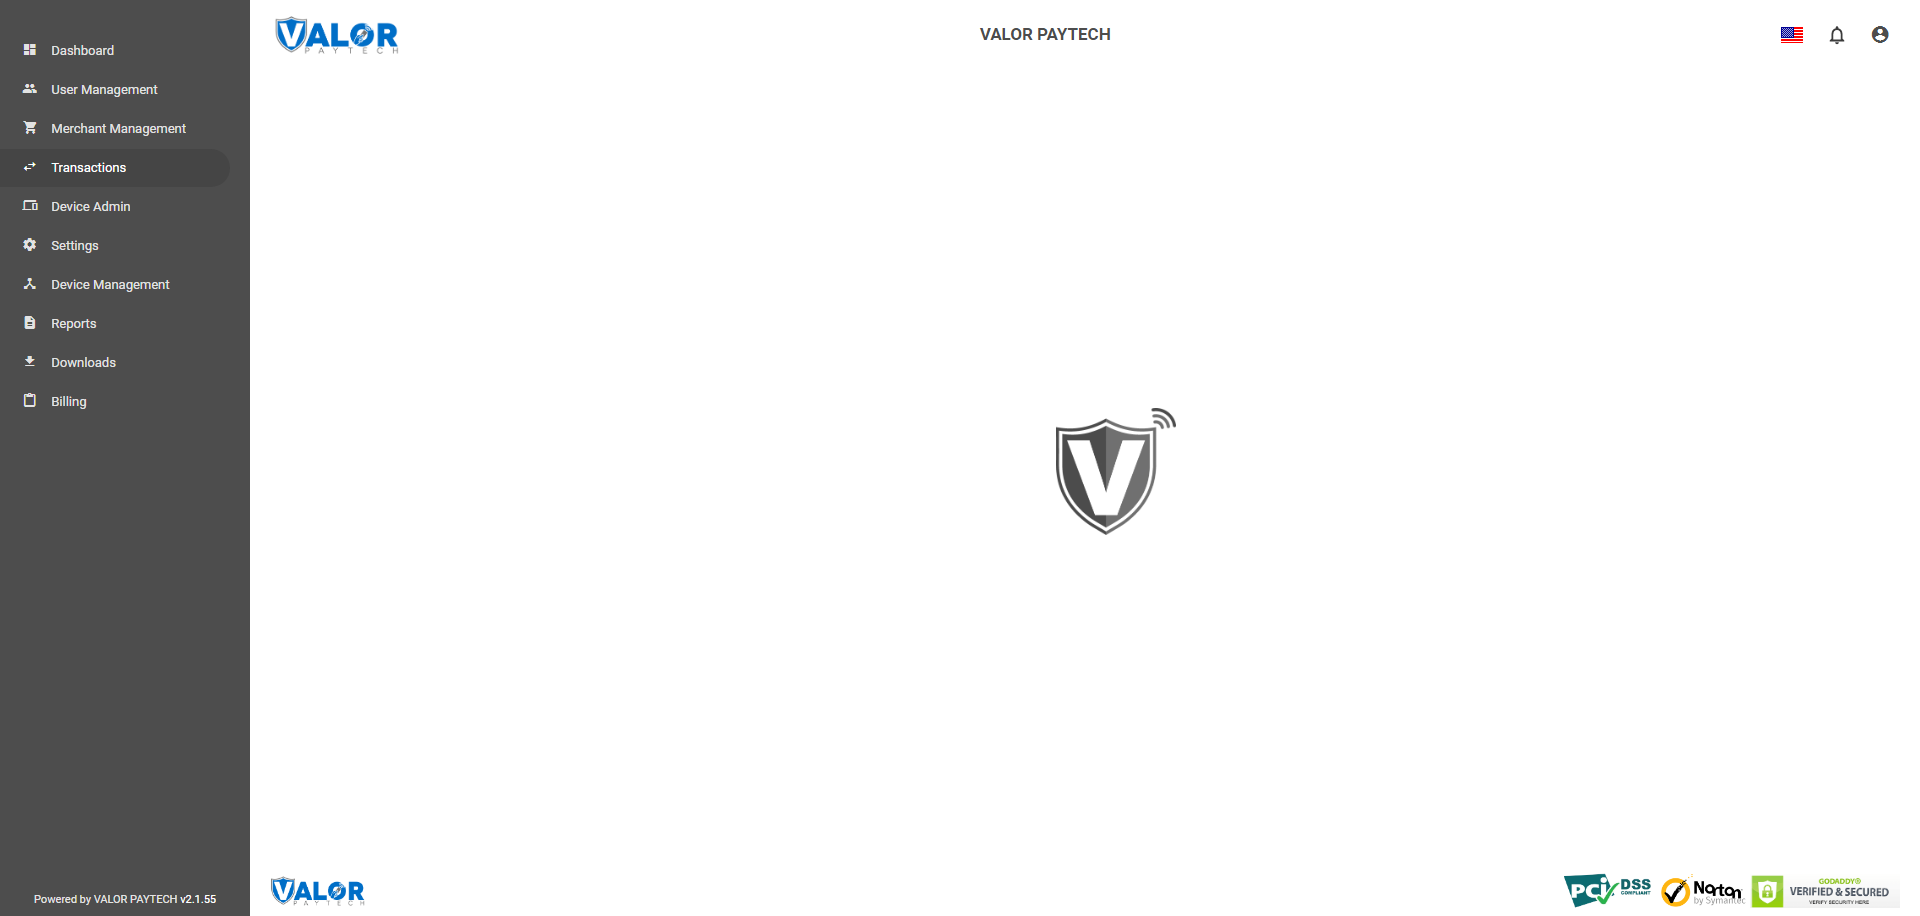 VALOR
PAYTECH
VALOR PAYTECH
Dashboard
User Management
Merchant Management
Transactions
Device Admin
Settings
Device Management
Reports
Downloads
Billing
V
Powered by VALOR PAYTECH v2.1.55
VALOR
PAYTECH
PCI DSS
COMPLIANT
Norton
by Symantec
GODADDY®
VERIFIED & SECURED
VERIFY SECURITY HERE